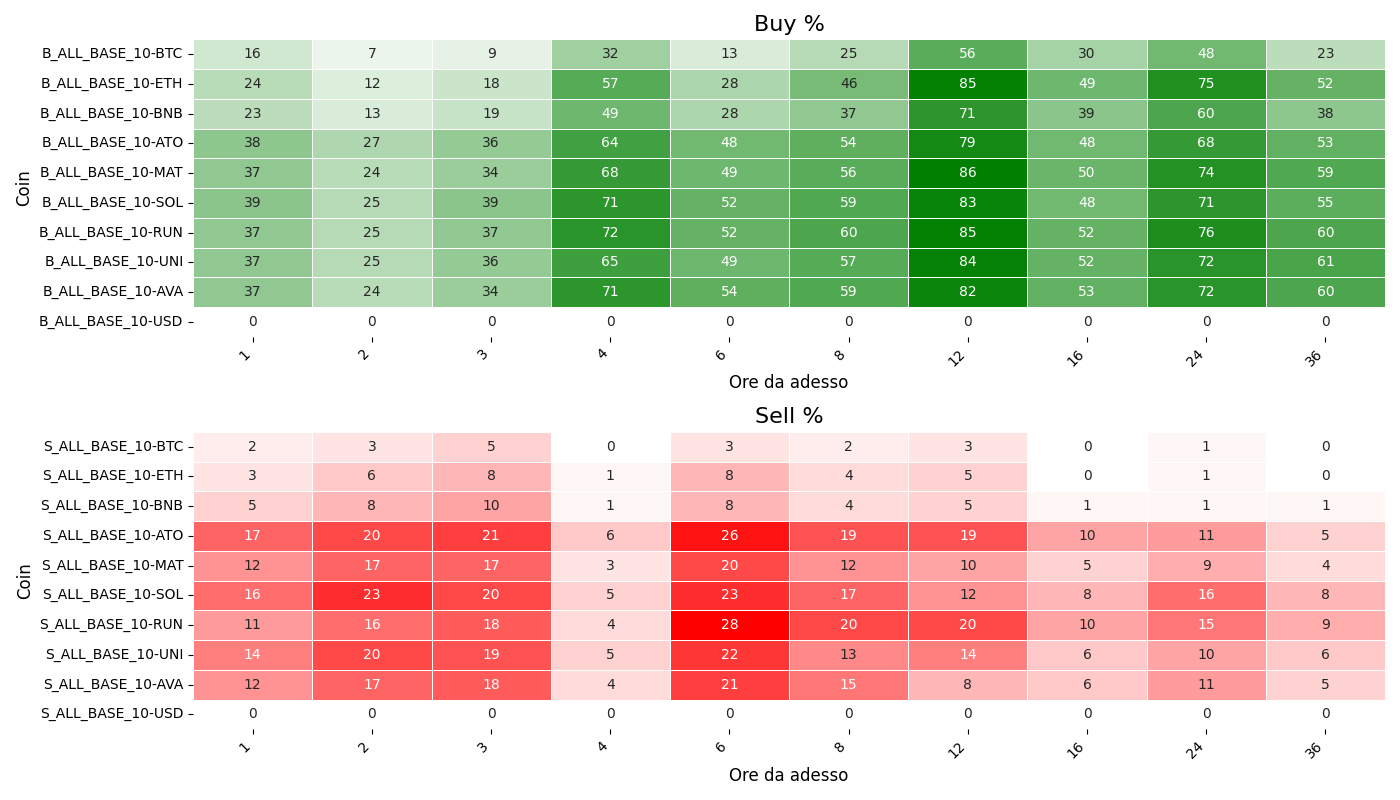 Buy %
Coin
B_ALL_BASE_10-BTC 16 7 9 32 13 25 56 30 48 23
B_ALL_BASE_10-ETH 24 12 18 57 28 46 85 49 75 52
B_ALL_BASE_10-BNB 23 13 19 49 28 37 71 39 60 38
B_ALL_BASE_10-ATO 38 27 36 64 48 54 79 48 68 53
B_ALL_BASE_10-MAT 37 24 34 68 49 56 86 50 74 59
B_ALL_BASE_10-SOL 39 25 39 71 52 59 83 48 71 55
B_ALL_BASE_10-RUN 37 25 37 72 52 60 85 52 76 60
B_ALL_BASE_10-UNI 37 25 36 65 49 57 84 52 72 61
B_ALL_BASE_10-AVA 37 24 34 71 54 59 82 53 72 60
B_ALL_BASE_10-USD 0 0 0 0 0 0 0 0 0 0
1 2 3 4 6 8 12 16 24 36
Ore da adesso
Sell %
Coin
S_ALL_BASE_10-BTC 2 3 5 0 3 2 3 0 1 0
S_ALL_BASE_10-ETH 3 6 8 1 8 4 5 0 1 0
S_ALL_BASE_10-BNB 5 8 10 1 8 4 5 1 1 1
S_ALL_BASE_10-ATO 17 20 21 6 26 19 19 10 11 5
S_ALL_BASE_10-MAT 12 17 17 3 20 12 10 5 9 4
S_ALL_BASE_10-SOL 16 23 20 5 23 17 12 8 16 8
S_ALL_BASE_10-RUN 11 16 18 4 28 20 20 10 15 9
S_ALL_BASE_10-UNI 14 20 19 5 22 13 14 6 10 6
S_ALL_BASE_10-AVA 12 17 18 4 21 15 8 6 11 5
S_ALL_BASE_10-USD 0 0 0 0 0 0 0 0 0 0
1 2 3 4 6 8 12 16 24 36
Ore da adesso